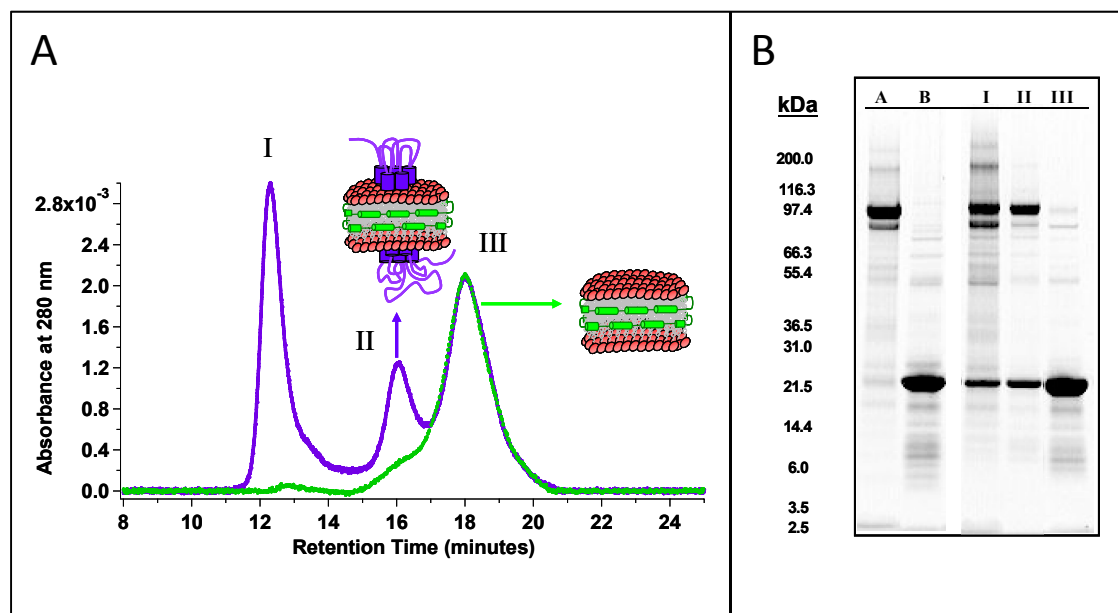 A
I
II
III
2.8x10⁻³
2.4
2.0
1.6
1.2
0.8
0.4
0.0
Absorbance at 280 nm
8 10 12 14 16 18 20 22 24
Retention Time (minutes)
B
kDa
A B I II III
200.0
116.3
97.4
66.3
55.4
36.5
31.0
21.5
14.4
6.0
3.5
2.5